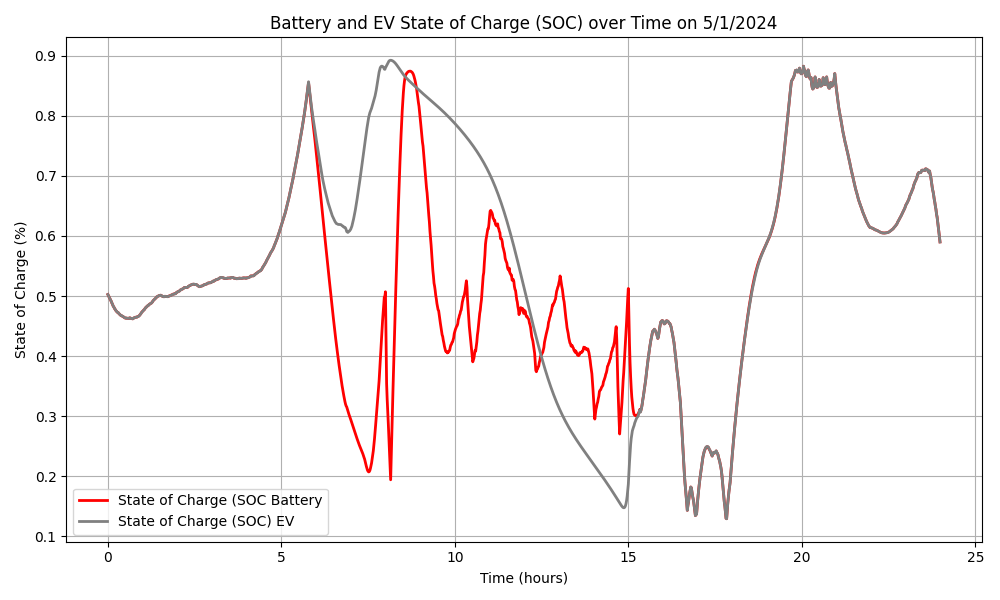 Battery and EV State of Charge (SOC) over Time on 5/1/2024
State of Charge (%)
0.9
0.8
0.7
0.6
0.5
0.4
0.3
0.2
0.1
State of Charge (SOC Battery
State of Charge (SOC) EV
0 5 10 15 20 25
Time (hours)